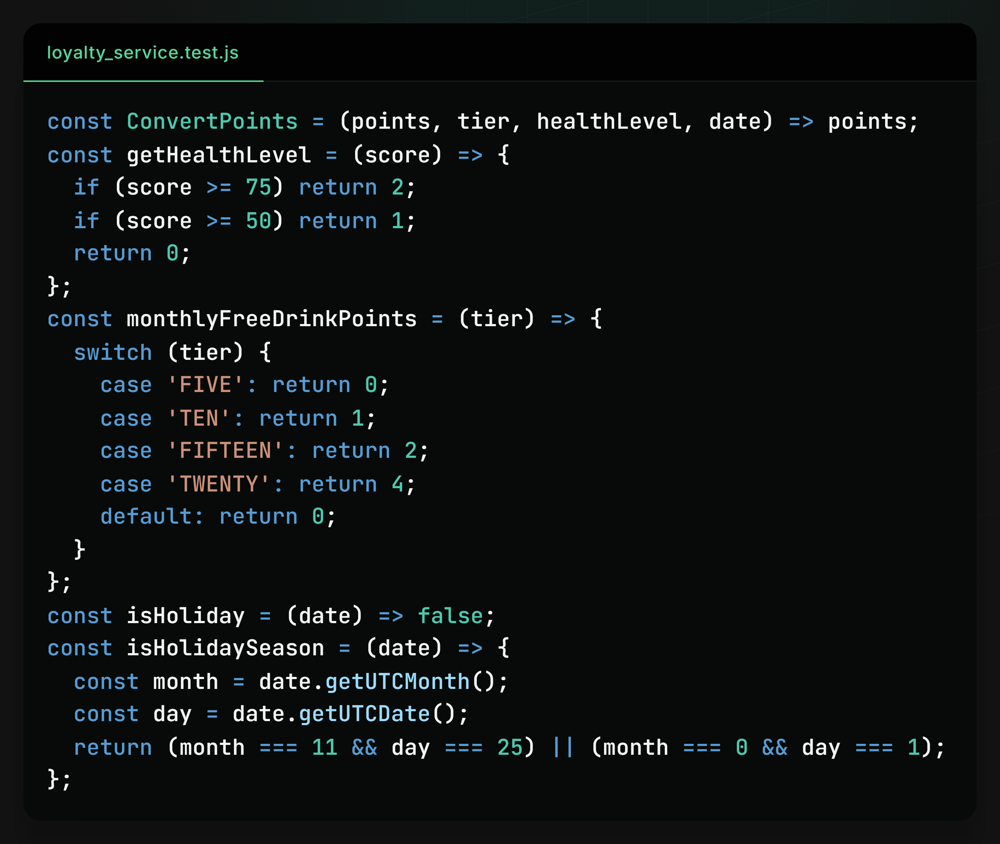 loyalty_service.test.js
const ConvertPoints = (points, tier, healthLevel, date) => points;
const getHealthLevel = (score) => {
  if (score >= 75) return 2;
  if (score >= 50) return 1;
  return 0;
};
const monthlyFreeDrinkPoints = (tier) => {
  switch (tier) {
    case 'FIVE': return 0;
    case 'TEN': return 1;
    case 'FIFTEEN': return 2;
    case 'TWENTY': return 4;
    default: return 0;
  }
};
const isHoliday = (date) => false;
const isHolidaySeason = (date) => {
  const month = date.getUTCMonth();
  const day = date.getUTCDate();
  return (month === 11 && day === 25) || (month === 0 && day === 1);
};